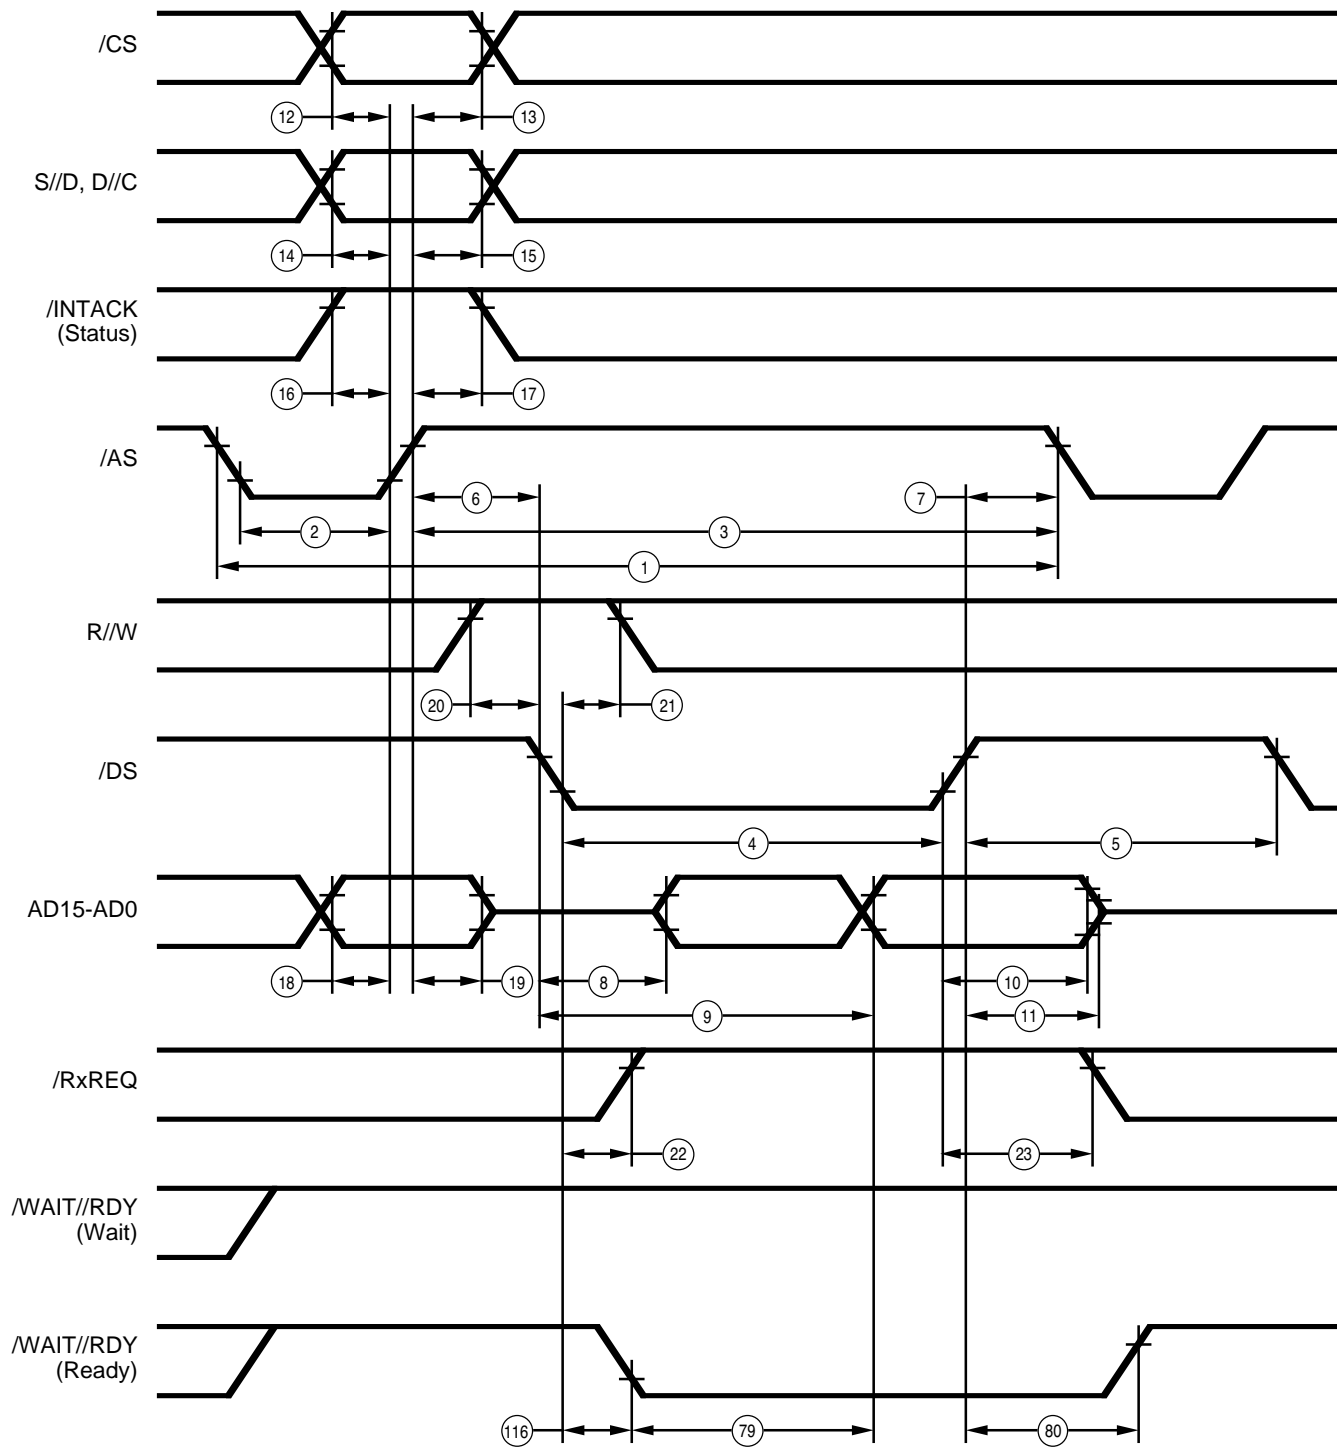 /CS
12
13
S//D, D//C
14
15
/INTACK
(Status)
16
17
/AS
6
7
2
3
1
R//W
20
21
/DS
4
5
AD15-AD0
18
19
8
10
9
11
/RxREQ
22
23
/WAIT//RDY
(Wait)
/WAIT//RDY
(Ready)
116
79
80